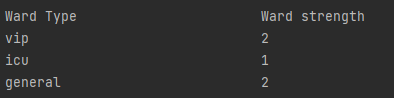 Ward Type Ward strength
vip 2
icu 1
general 2